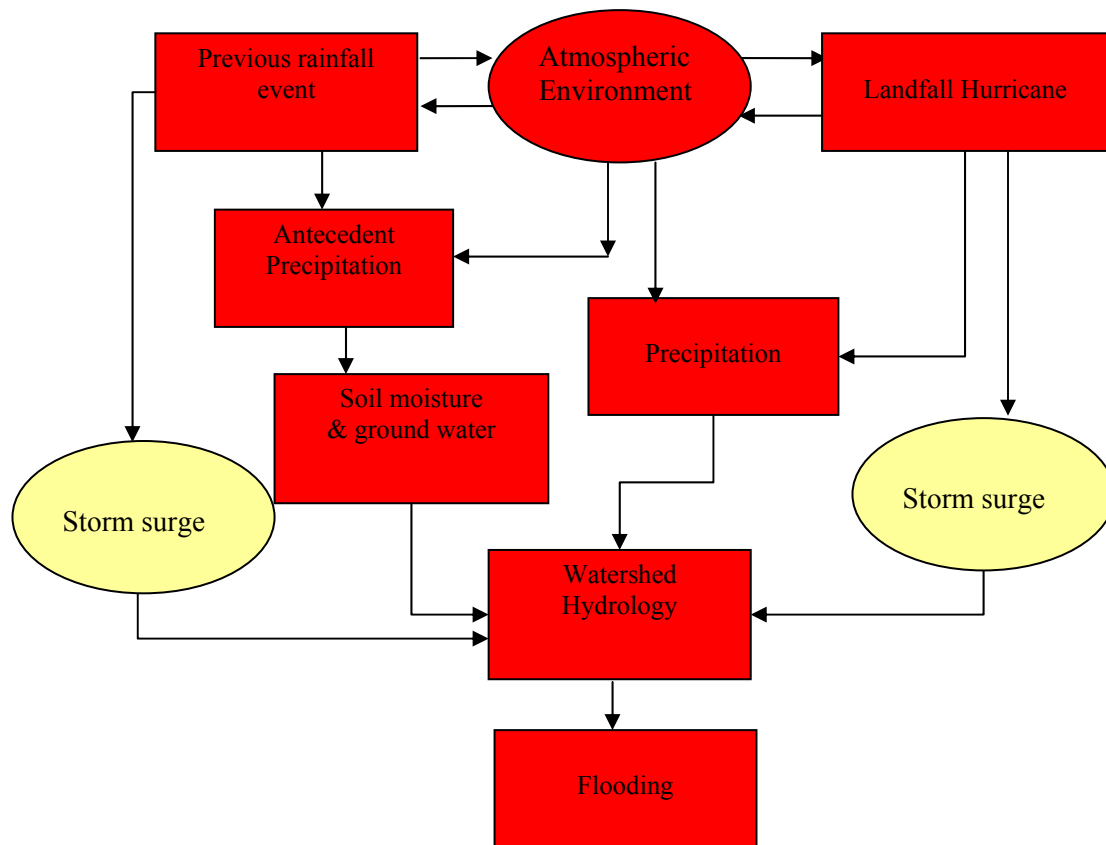 Previous rainfall
event
Atmospheric
Environment
Landfall Hurricane
Antecedent
Precipitation
Precipitation
Soil moisture
& ground water
Storm surge
Storm surge
Watershed
Hydrology
Flooding